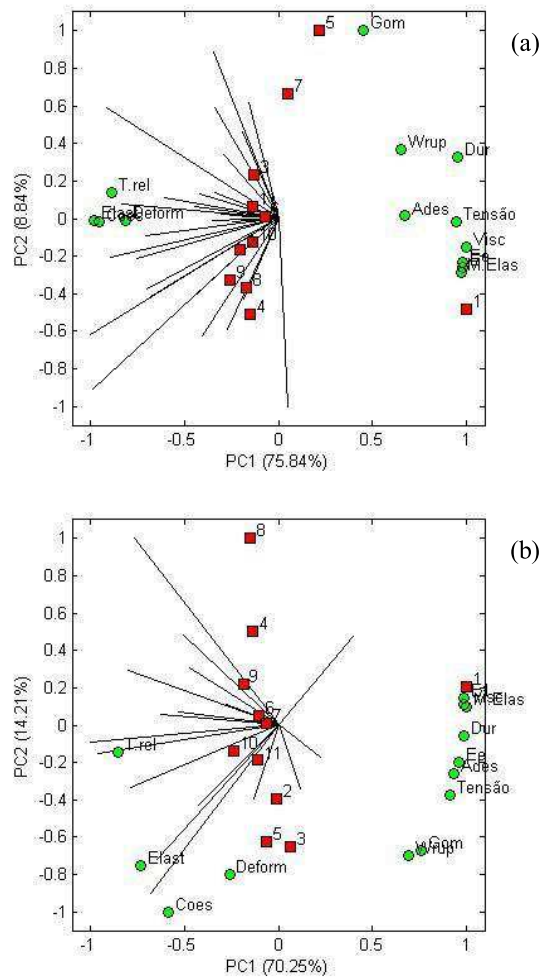 (a)
PC2 (8.84%)
1
0.8
0.6
0.4
0.2
0
-0.2
-0.4
-0.6
-0.8
-1
5
Gom
7
Wrup
Dur
3
T.rel
1
Ades
Tensão
Deform
10
Visc
M.Elas
9
8
4
1
-1
-0.5
0
0.5
1
PC1 (75.84%)
(b)
PC2 (14.21%)
1
0.8
0.6
0.4
0.2
0
-0.2
-0.4
-0.6
-0.8
-1
8
4
9
1
M.Elas
6
7
Dur
T.rel
10
11
Ee
Ades
2
Tensão
5
3
Gom
Wrup
Elast
Deform
Coes
-1
-0.5
0
0.5
1
PC1 (70.25%)